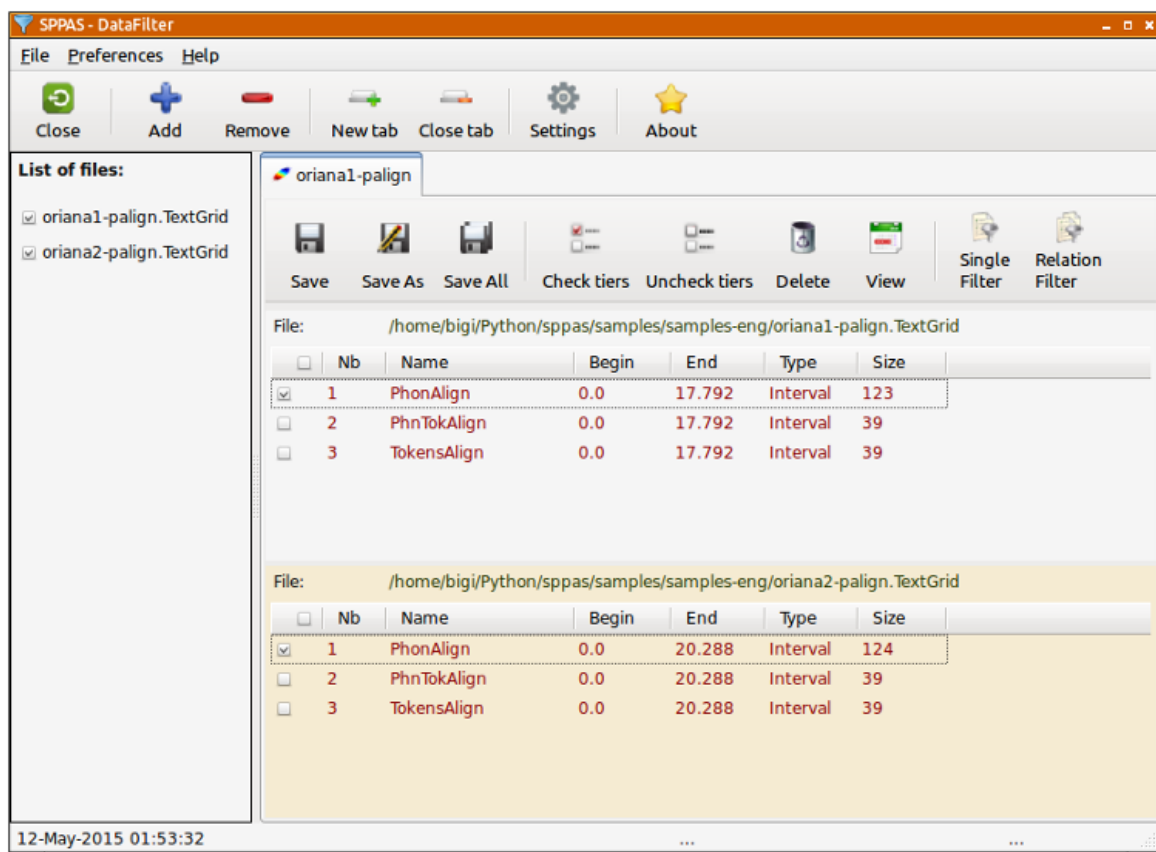 SPPAS - DataFilter
File Preferences Help
Close Add Remove New tab Close tab Settings About
List of files:
oriana1-palign.TextGrid
oriana2-palign.TextGrid
oriana1-palign
Save Save As Save All Check tiers Uncheck tiers Delete View Single Filter Relation Filter
File: /home/bigi/Python/sppas/samples/samples-eng/oriana1-palign.TextGrid
Nb Name Begin End Type Size
1 PhonAlign 0.0 17.792 Interval 123
2 PhnTokAlign 0.0 17.792 Interval 39
3 TokensAlign 0.0 17.792 Interval 39
File: /home/bigi/Python/sppas/samples/samples-eng/oriana2-palign.TextGrid
Nb Name Begin End Type Size
1 PhonAlign 0.0 20.288 Interval 124
2 PhnTokAlign 0.0 20.288 Interval 39
3 TokensAlign 0.0 20.288 Interval 39
12-May-2015 01:53:32 ... ...